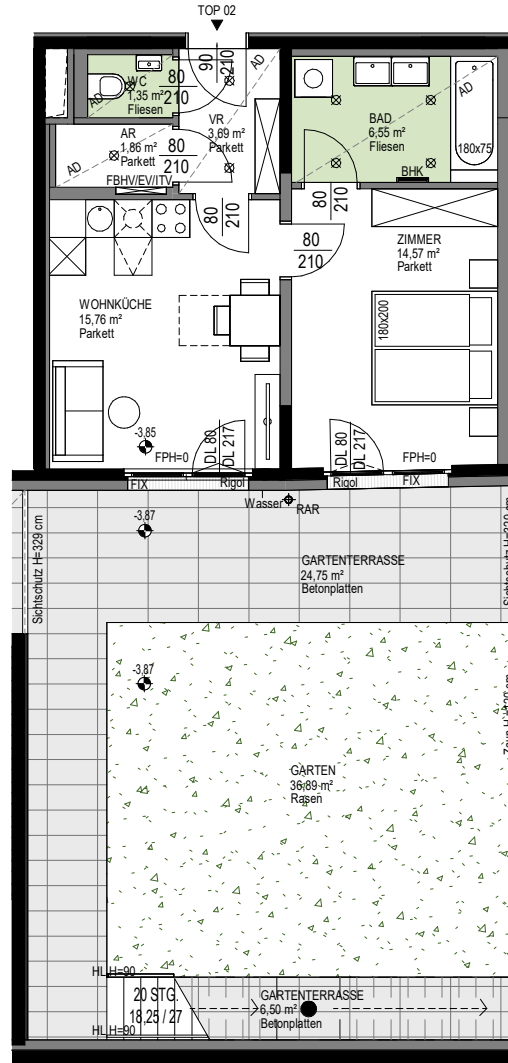 TOP 02
AD
90
210
AD
AD
WC
1,35 m²
Fliesen
80
210
VR
3,69 m²
Parkett
AR
1,86 m²
Parkett
80
210
AD
FBHV/EV/ITV
BAD
6,55 m²
Fliesen
AD
180x75
BHK
80
210
80
210
80
210
ZIMMER
14,57 m²
Parkett
WOHNKÜCHE
15,76 m²
Parkett
180x200
-3,85
FPH=0
DL 80
DL 217
DL 80
DL 217
FPH=0
FIX
Rigol
Rigol
FIX
Wasser
RAR
-3,87
Sichtschutz H=329 cm
GARTENTERRASSE
24,75 m²
Betonplatten
-3,87
GARTEN
36,89 m²
Rasen
HL H=90
20 STG.
18,25 / 27
HL H=90
GARTENTERRASSE
6,50 m²
Betonplatten